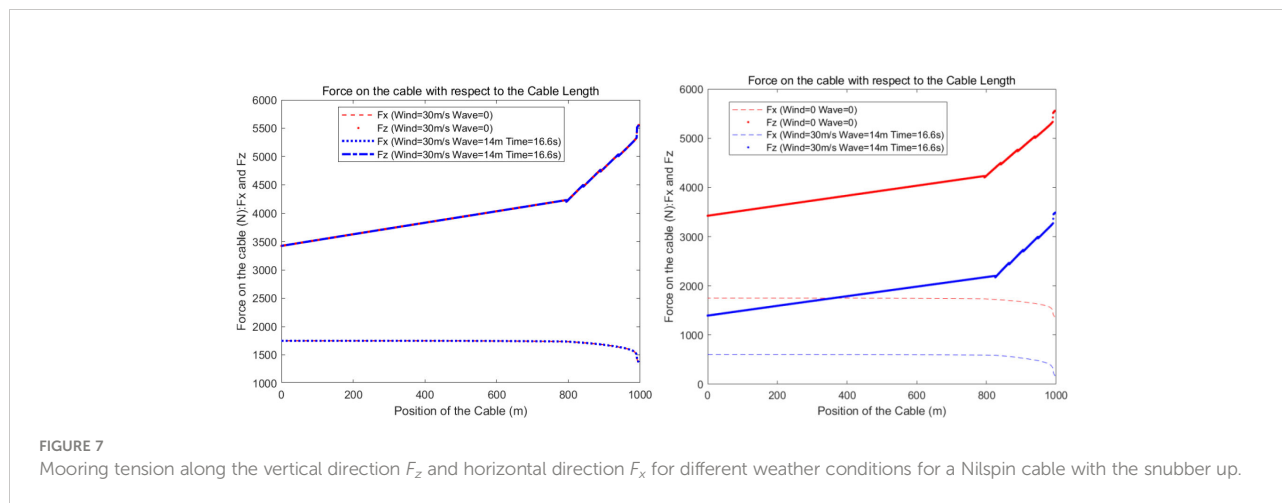 Force on the cable with respect to the Cable Length
6000
5500
5000
4500
4000
3500
3000
2500
2000
1500
1000
Force on the cable (N):Fx and Fz
Fx (Wind=30m/s Wave=0)
Fz (Wind=30m/s Wave=0)
Fx (Wind=30m/s Wave=14m Time=16.6s)
Fz (Wind=30m/s Wave=14m Time=16.6s)
0 200 400 600 800 1000
Position of the Cable (m)
Force on the cable with respect to the Cable Length
6000
5000
4000
3000
2000
1000
0
Force on the cable (N):Fx and Fz
Fx (Wind=0 Wave=0)
Fz (Wind=0 Wave=0)
Fx (Wind=30m/s Wave=14m Time=16.6s)
Fz (Wind=30m/s Wave=14m Time=16.6s)
0 200 400 600 800 1000
Position of the Cable (m)
FIGURE 7
Mooring tension along the vertical direction Fz and horizontal direction Fx for different weather conditions for a Nilspin cable with the snubber up.